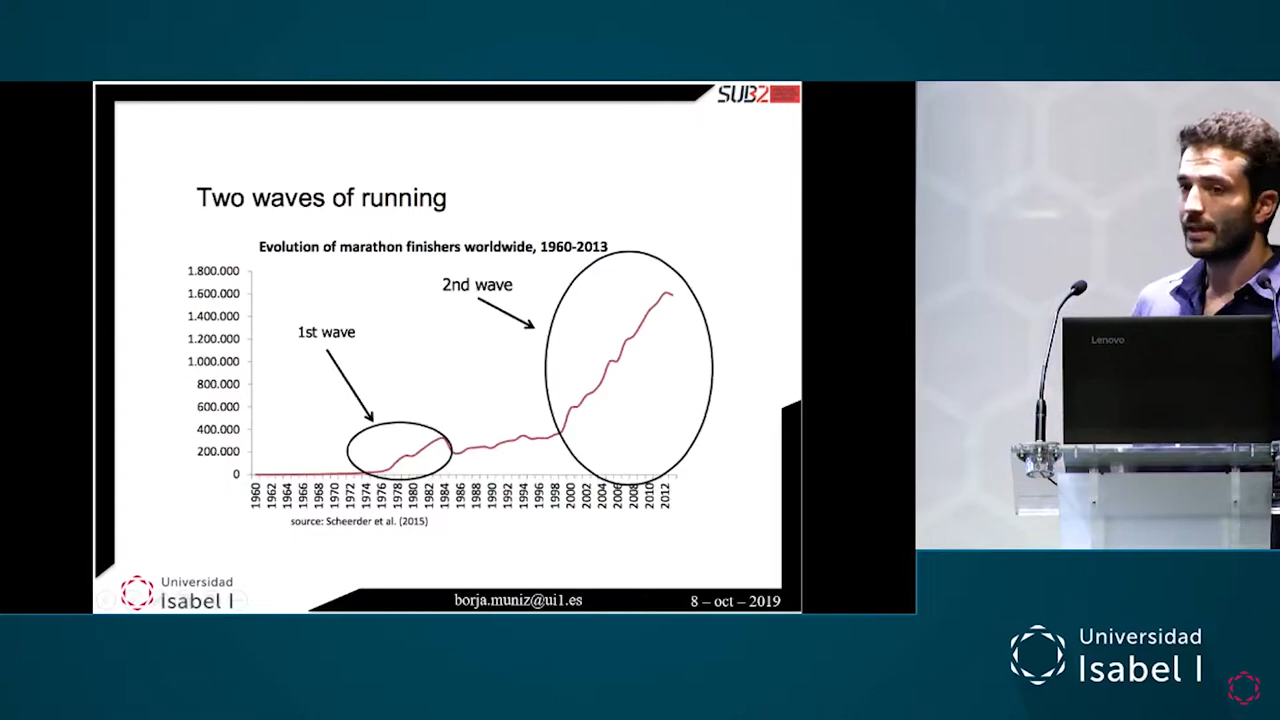 SUB2
Two waves of running
Evolution of marathon finishers worldwide, 1960-2013
1.800.000
1.600.000
1.400.000
1.200.000
1.000.000
800.000
600.000
400.000
200.000
0
1st wave
2nd wave
1960 1962 1964 1966 1968 1970 1972 1974 1976 1978 1980 1982 1984 1986 1988 1990 1992 1994 1996 1998 2000 2002 2004 2006 2008 2010 2012
source: Scheerder et al. (2015)
Universidad
Isabel I
borja.muniz@ui1.es
8 – oct – 2019
Lenovo
Universidad
Isabel I